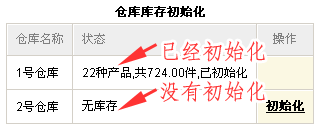 仓库库存初始化
仓库名称 状态 操作
已经初始化
1号仓库 22种产品,共724.00件,已初始化
没有初始化
2号仓库 无库存 初始化